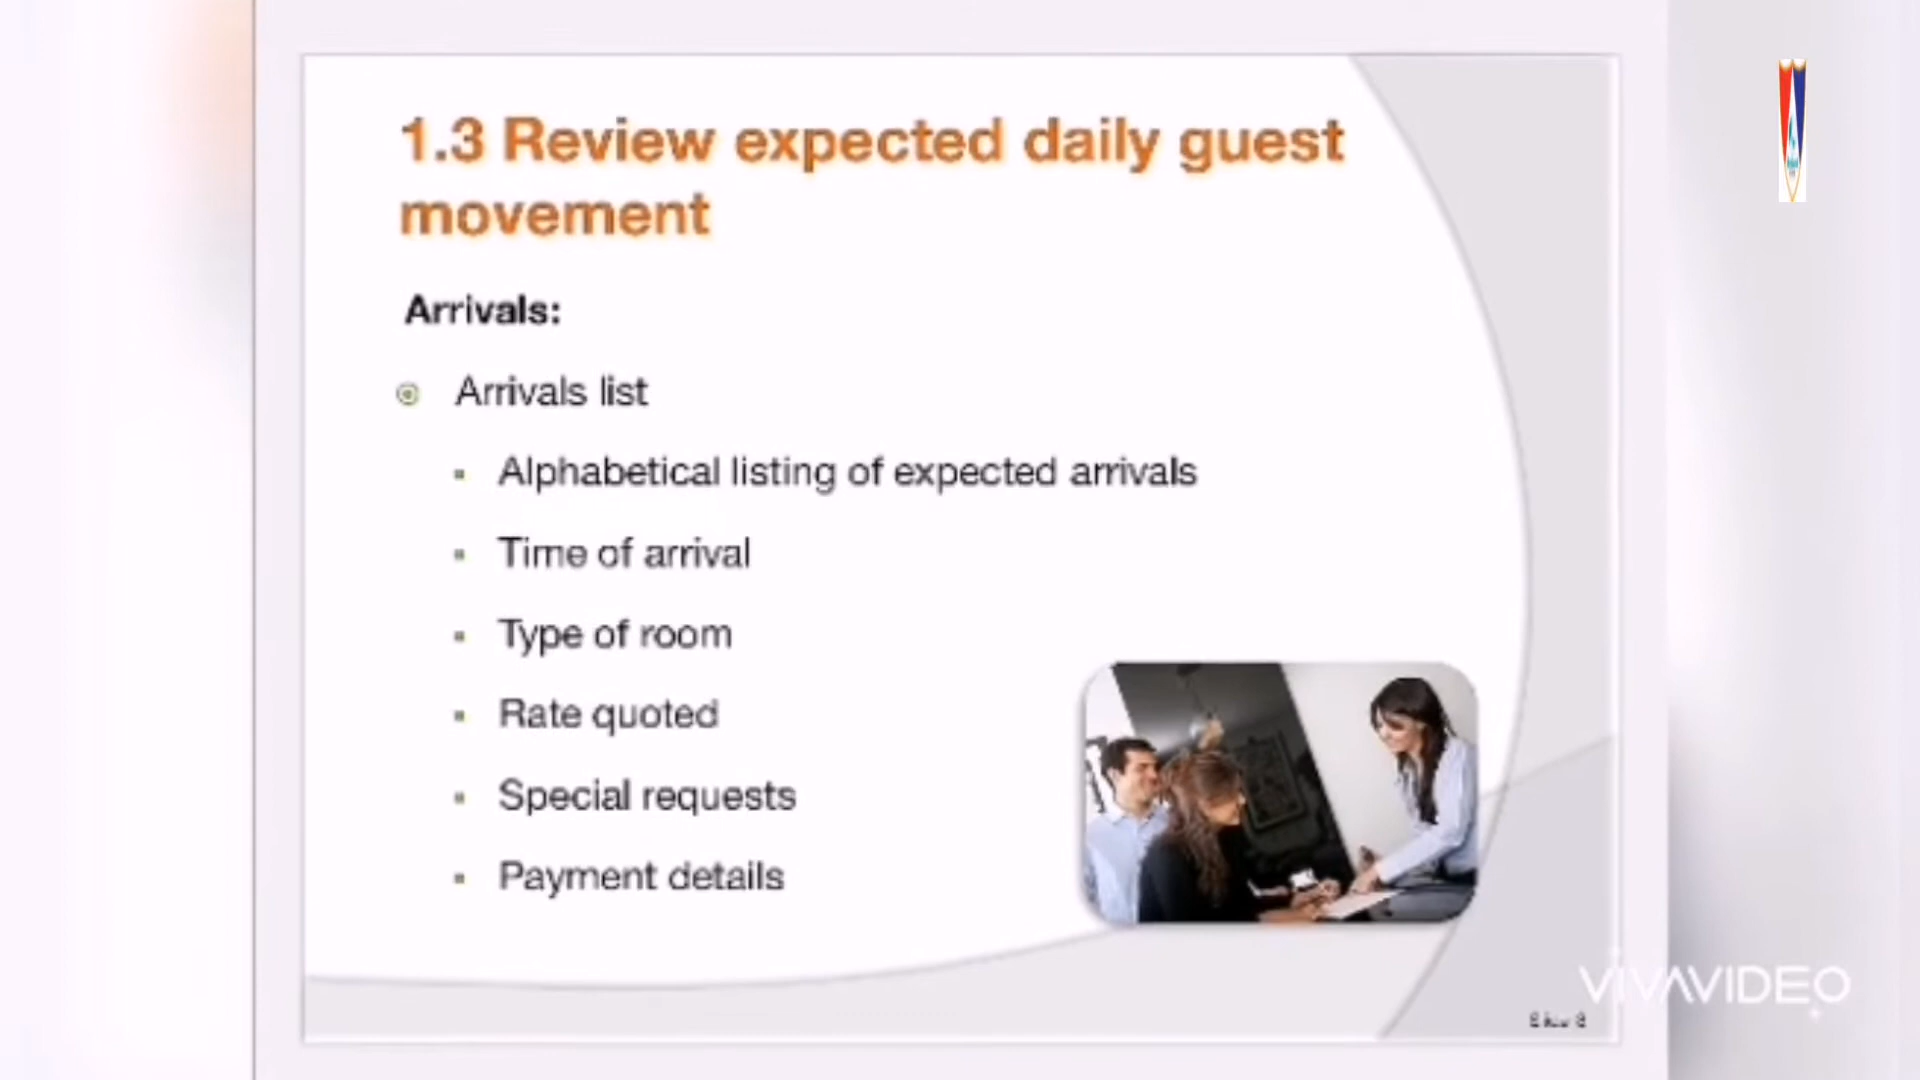 1.3 Review expected daily guest
movement
Arrivals:
Arrivals list
Alphabetical listing of expected arrivals
Time of arrival
Type of room
Rate quoted
Special requests
Payment details
VIVAVIDEO